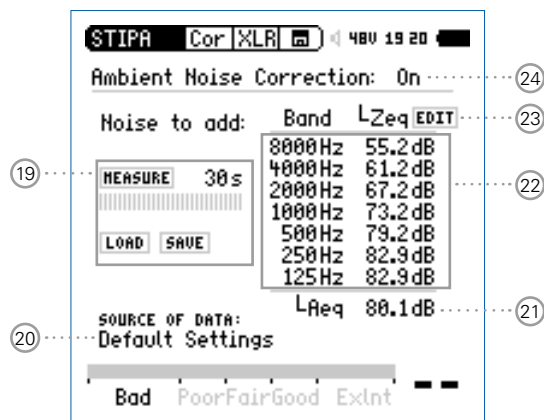 STIPA Cor XLR 48V 19 20
Ambient Noise Correction: On 24
Noise to add: Band LZeq EDIT 23
19 MEASURE 30s
LOAD SAVE
8000Hz 55.2dB
4000Hz 61.2dB
2000Hz 67.2dB
1000Hz 73.2dB
500Hz 79.2dB
250Hz 82.9dB
125Hz 82.9dB
22
LAeq 80.1dB 21
SOURCE OF DATA:
20 Default Settings
Bad Poor Fair Good Exlnt --